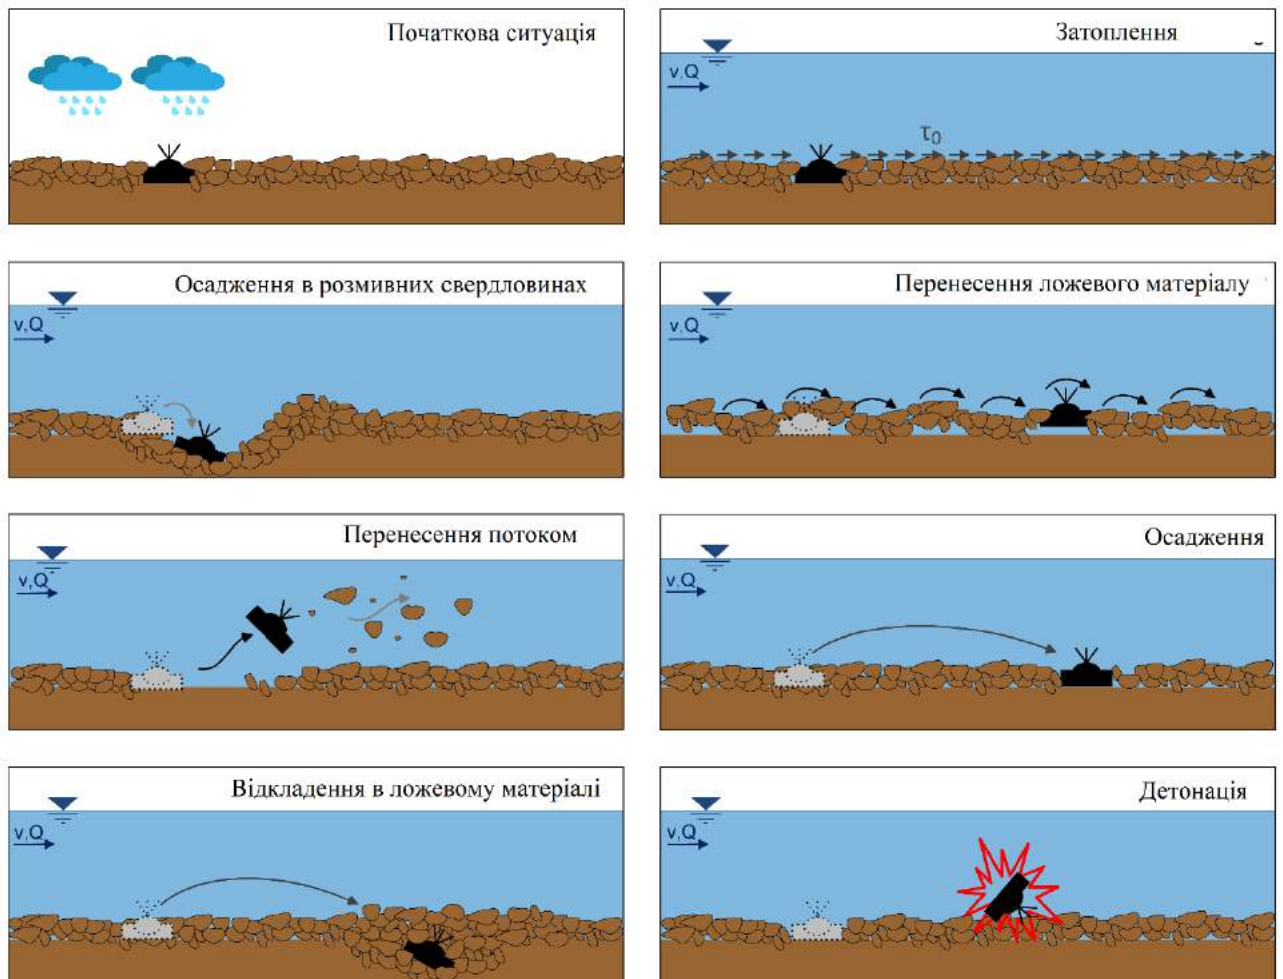 Початкова ситуація
Затоплення
v,Q
τ0
Осадження в розмивних свердловинах
v,Q
Перенесення ложевого матеріалу
v,Q
Перенесення потоком
v,Q
Осадження
v,Q
Відкладення в ложевому матеріалі
v,Q
Детонація
v,Q